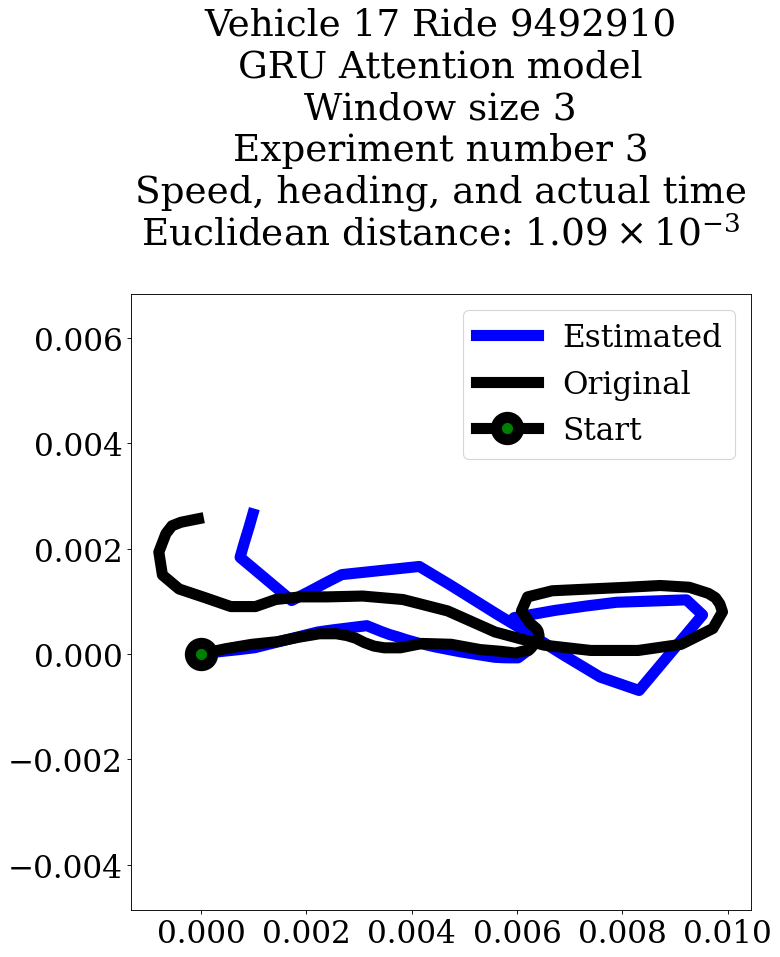 Vehicle 17 Ride 9492910
GRU Attention model
Window size 3
Experiment number 3
Speed, heading, and actual time
Euclidean distance: 1.09 × 10⁻³
Estimated
Original
Start
0.006
0.004
0.002
0.000
−0.002
−0.004
0.000 0.002 0.004 0.006 0.008 0.010